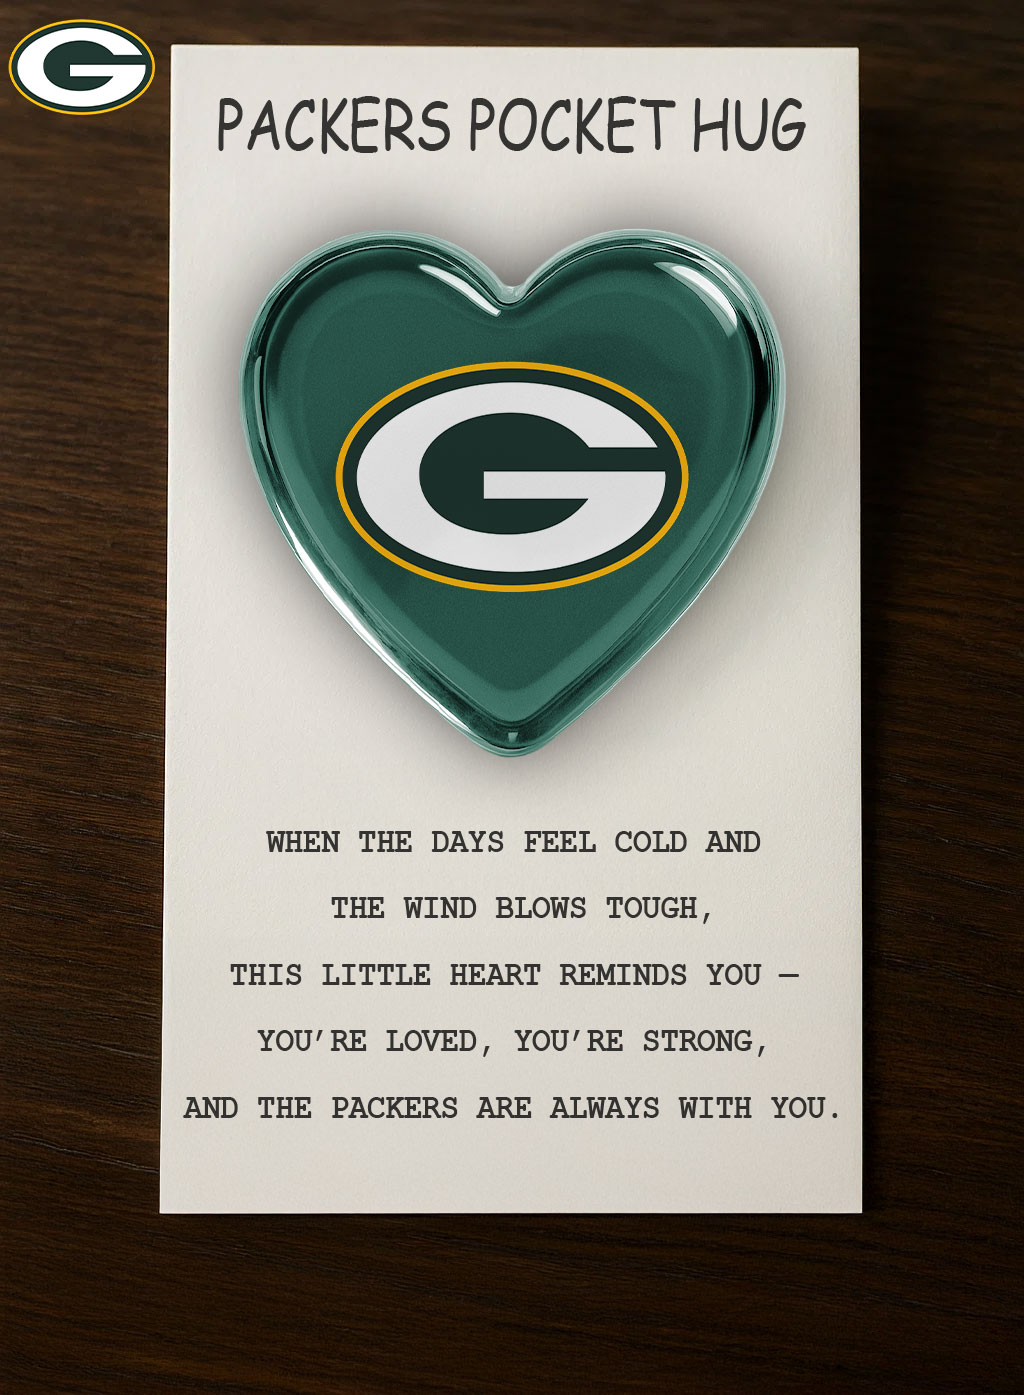 G
PACKERS POCKET HUG
G
WHEN THE DAYS FEEL COLD AND
THE WIND BLOWS TOUGH,
THIS LITTLE HEART REMINDS YOU —
YOU’RE LOVED, YOU’RE STRONG,
AND THE PACKERS ARE ALWAYS WITH YOU.